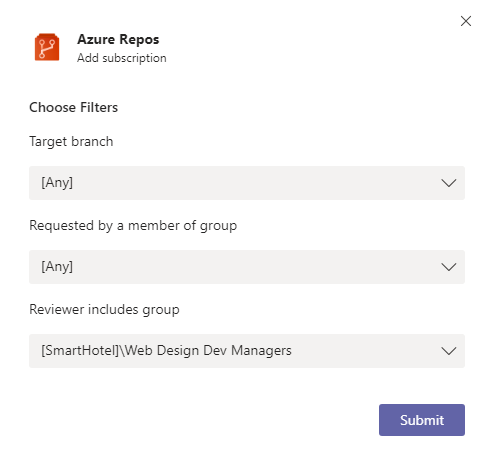 Azure Repos
Add subscription
Choose Filters
Target branch
[Any]
Requested by a member of group
[Any]
Reviewer includes group
[SmartHotel]\Web Design Dev Managers
Submit